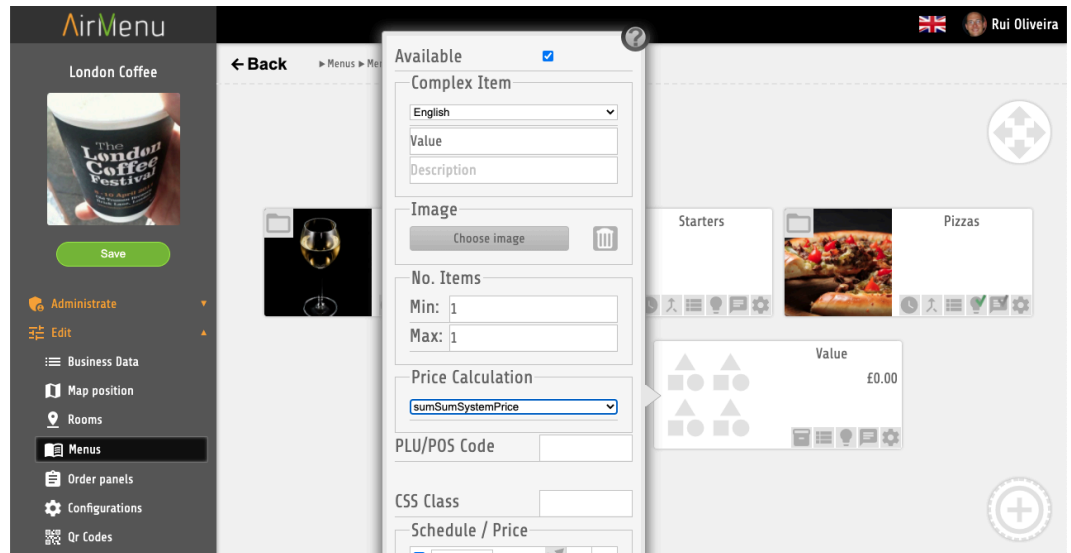 AirMenu
Rui Oliveira
London Coffee
The
London
Coffee
Festival
Save
Administrate
Edit
Business Data
Map position
Rooms
Menus
Order panels
Configurations
Qr Codes
← Back
▸ Menus ▸ Me
?
Available
Complex Item
English
Value
Description
Image
Choose image
No. Items
Min: 1
Max: 1
Price Calculation
sumSumSystemPrice
PLU/POS Code
CSS Class
Schedule / Price
Starters
Pizzas
Value
£0.00